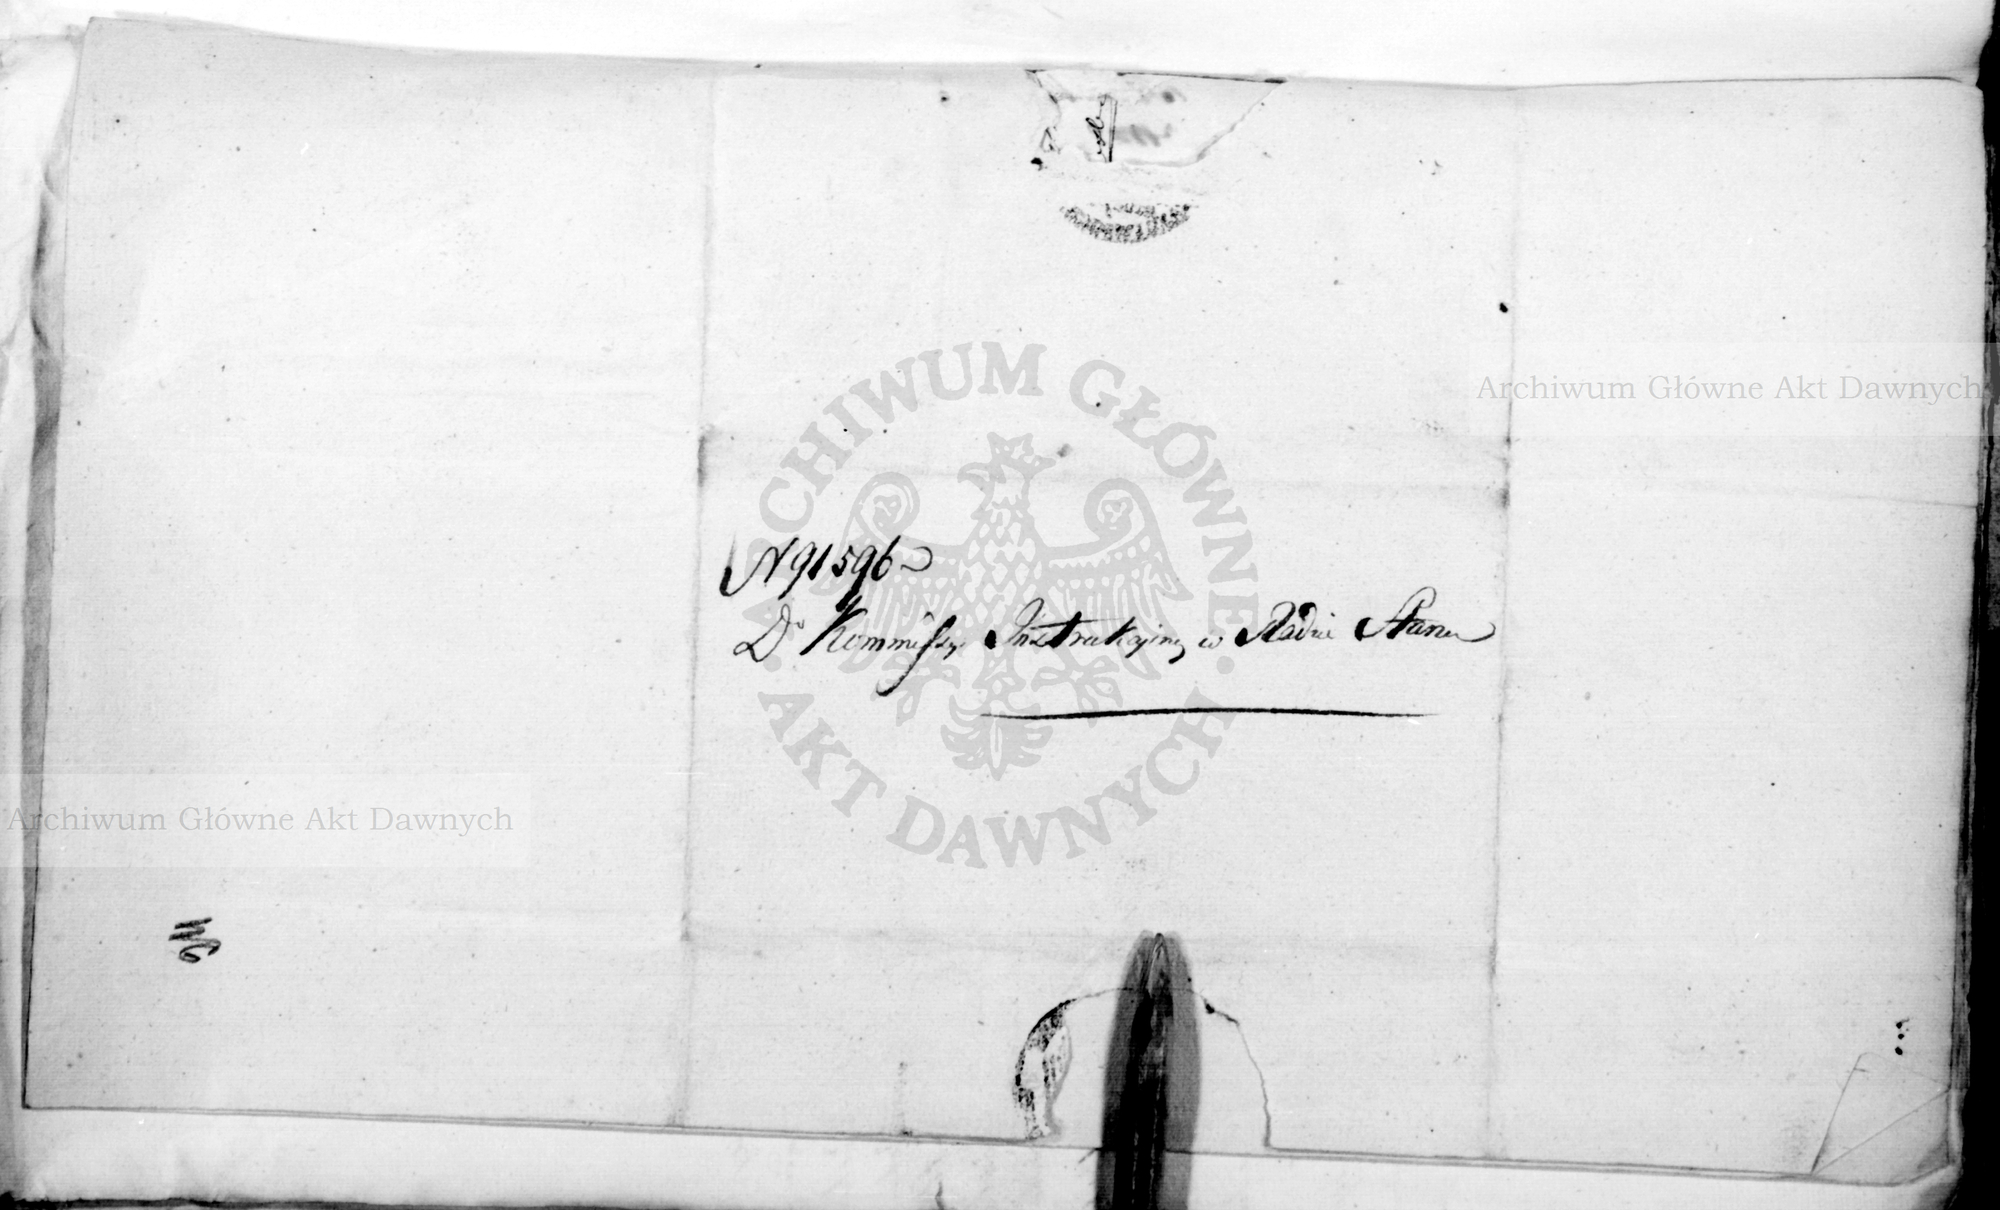 N 91596
Do Kommissyi Instrukcyiney w Radzie Stanu
ARCHIWUM GŁÓWNE AKT DAWNYCH
Archiwum Główne Akt Dawnych
Archiwum Główne Akt Dawnych